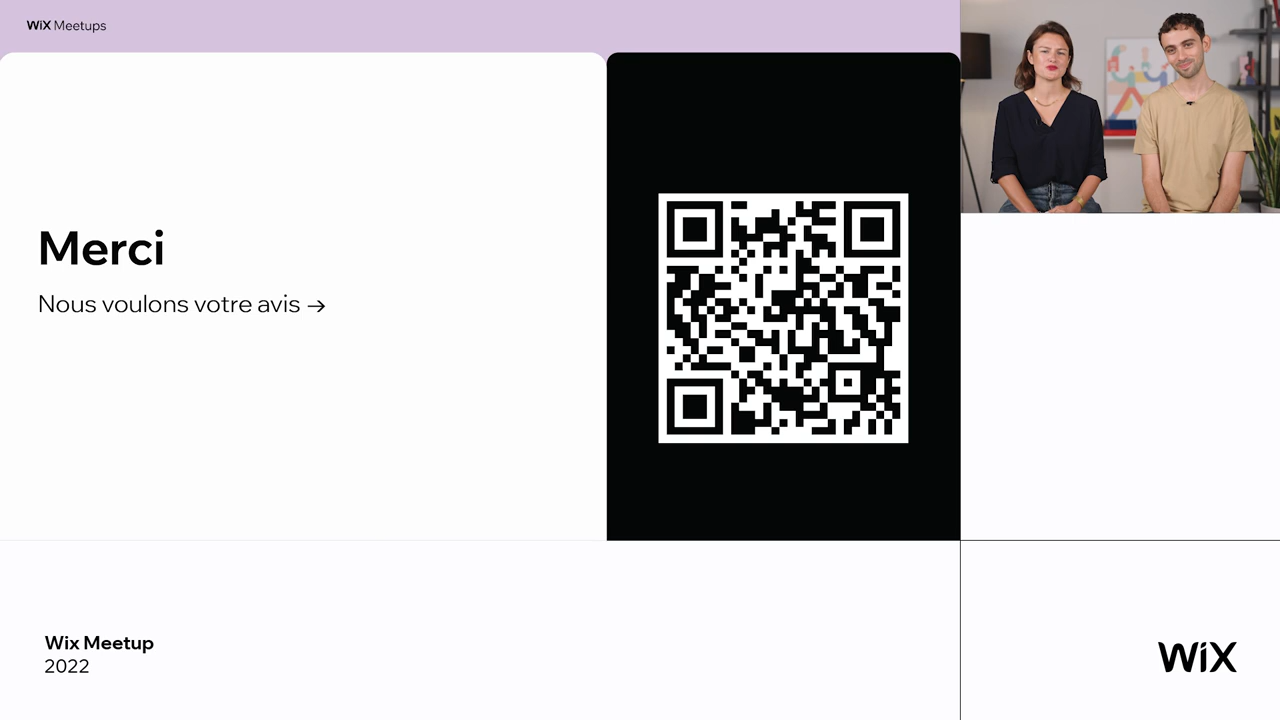 WiX Meetups
Merci
Nous voulons votre avis →
Wix Meetup
2022
WiX